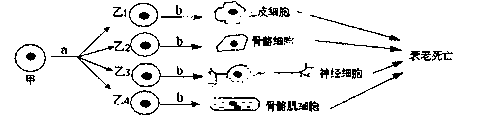 乙1 b 皮细胞
乙2 b 骨骼细胞
a
衰老死亡
甲
乙3 b 神经细胞
乙4 b 骨骼肌细胞